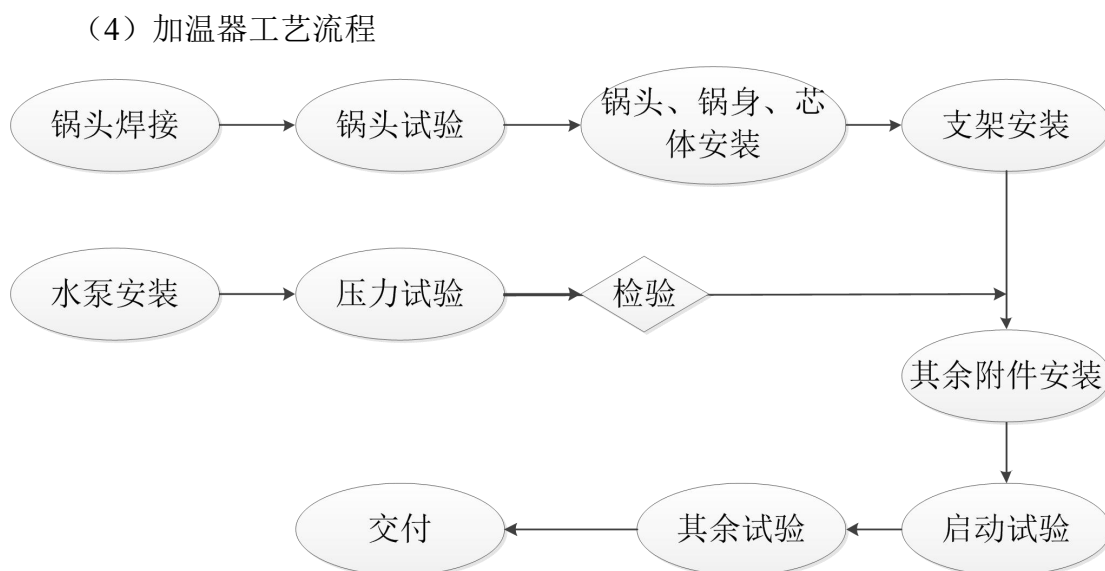 （4）加温器工艺流程
锅头焊接
锅头试验
锅头、锅身、芯
体安装
支架安装
水泵安装
压力试验
检验
其余附件安装
交付
其余试验
启动试验